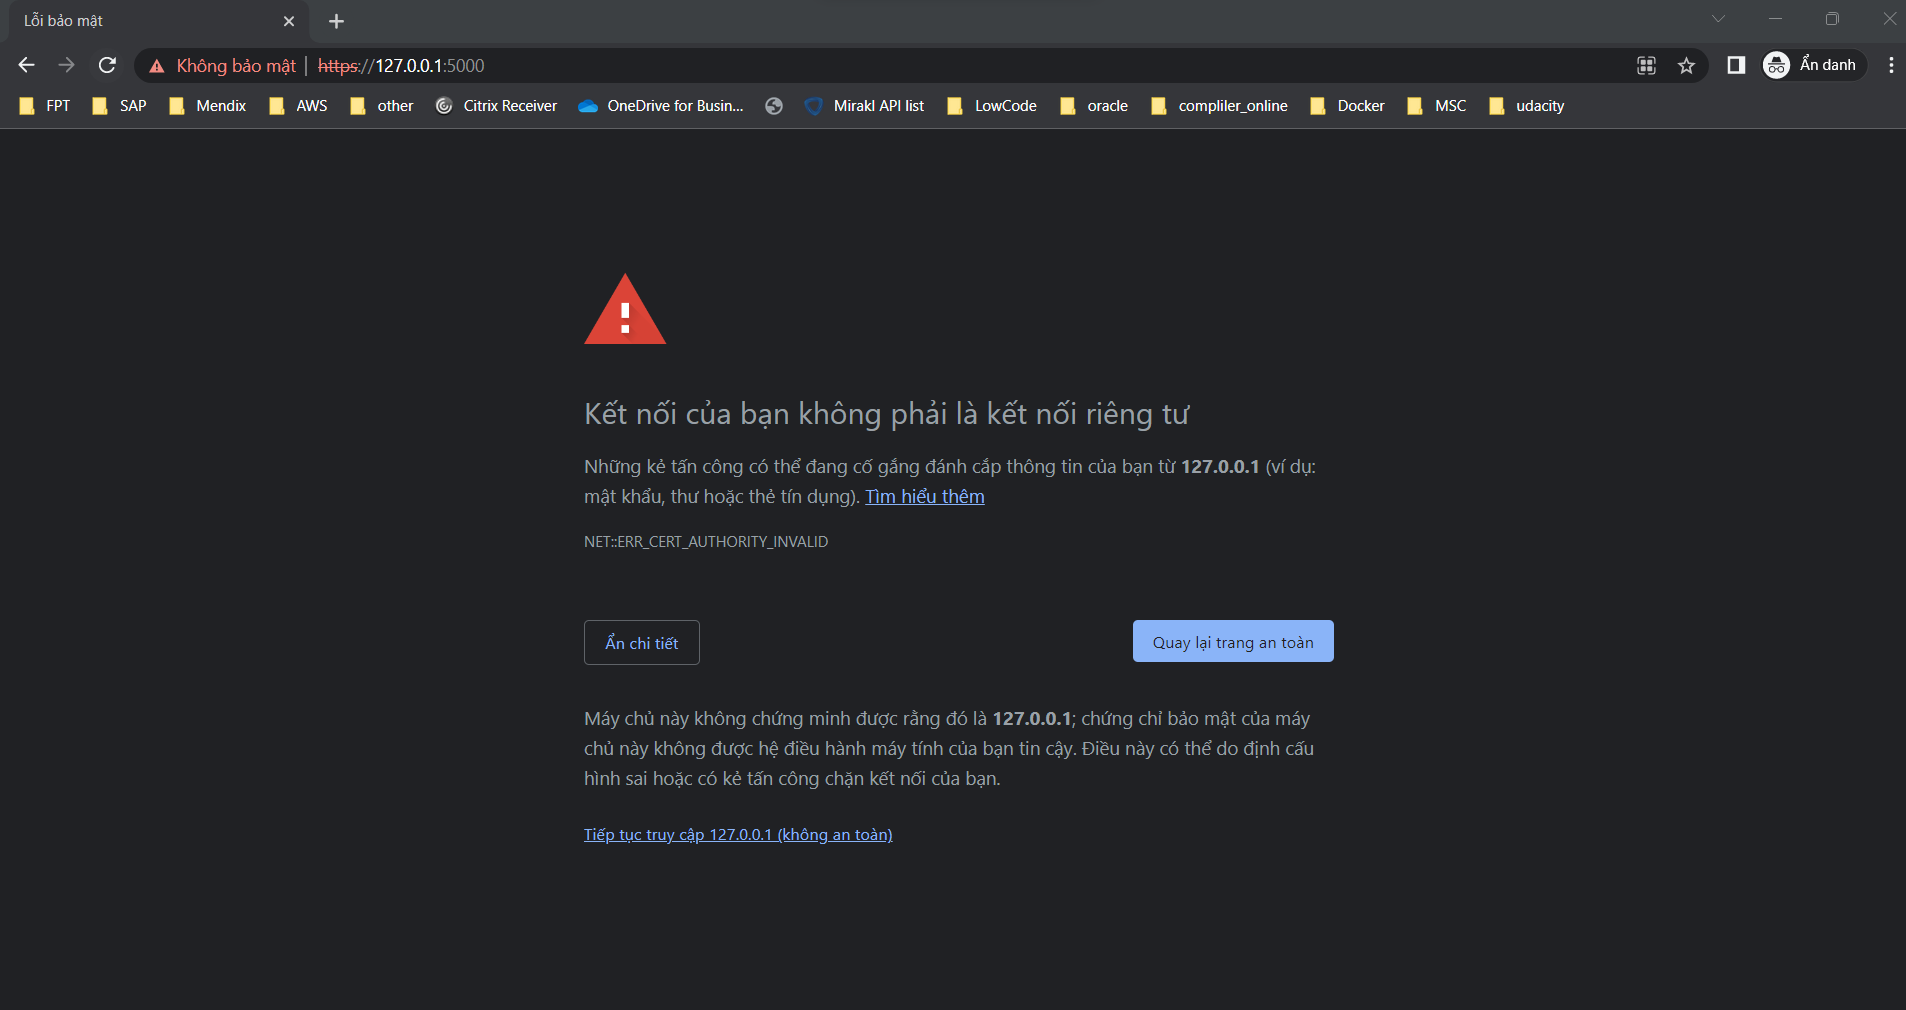 Lỗi bảo mật
Không bảo mật | https://127.0.0.1:5000 Ẩn danh
FPT SAP Mendix AWS other Citrix Receiver OneDrive for Busin... Mirakl API list LowCode oracle compliler_online Docker MSC udacity
Kết nối của bạn không phải là kết nối riêng tư
Những kẻ tấn công có thể đang cố gắng đánh cắp thông tin của bạn từ 127.0.0.1 (ví dụ:
mật khẩu, thư hoặc thẻ tín dụng). Tìm hiểu thêm
NET::ERR_CERT_AUTHORITY_INVALID
Ẩn chi tiết Quay lại trang an toàn
Máy chủ này không chứng minh được rằng đó là 127.0.0.1; chứng chỉ bảo mật của máy
chủ này không được hệ điều hành máy tính của bạn tin cậy. Điều này có thể do định cấu
hình sai hoặc có kẻ tấn công chặn kết nối của bạn.
Tiếp tục truy cập 127.0.0.1 (không an toàn)